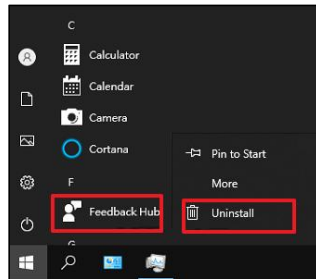 C
Calculator
Calendar
Camera
Cortana
Pin to Start
F
More
Feedback Hub
Uninstall
G